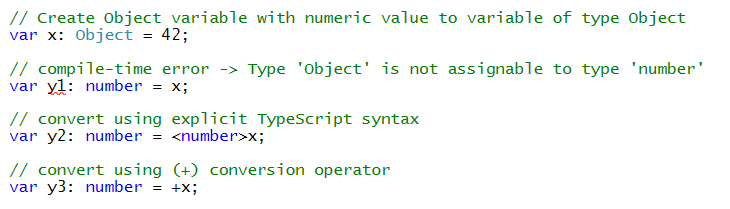 // Create Object variable with numeric value to variable of type Object
var x: Object = 42;
// compile-time error -> Type 'Object' is not assignable to type 'number'
var y1: number = x;
// convert using explicit TypeScript syntax
var y2: number = <number>x;
// convert using (+) conversion operator
var y3: number = +x;